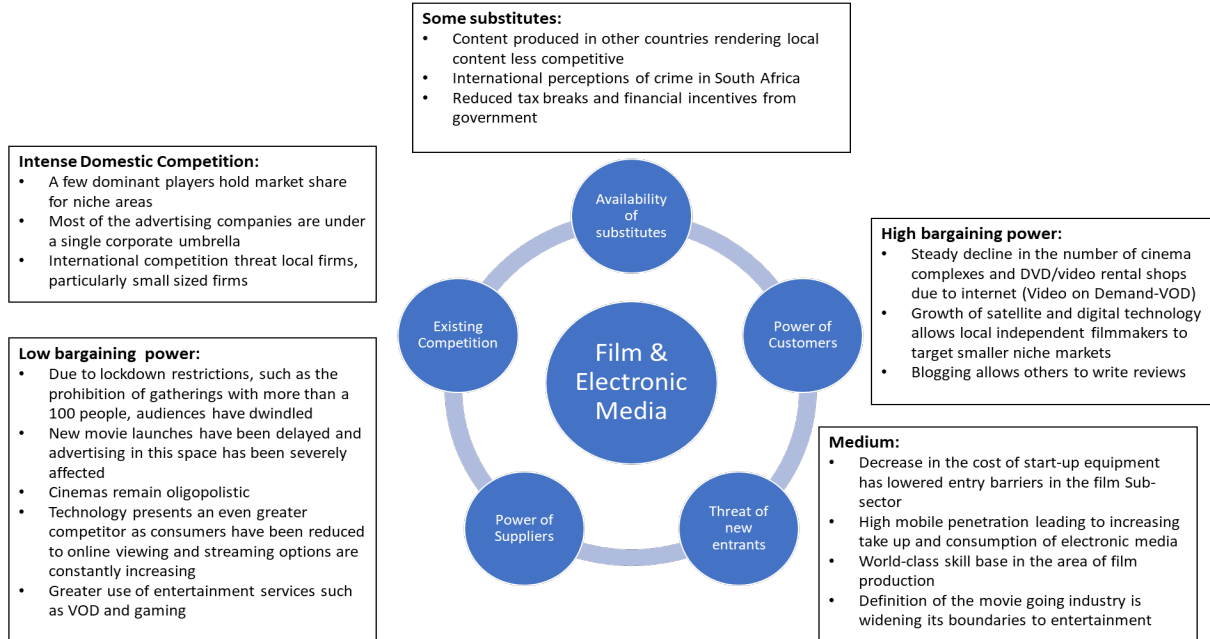 Some substitutes:
• Content produced in other countries rendering local
content less competitive
• International perceptions of crime in South Africa
• Reduced tax breaks and financial incentives from
government
Intense Domestic Competition:
• A few dominant players hold market share
for niche areas
• Most of the advertising companies are under
a single corporate umbrella
• International competition threat local firms,
particularly small sized firms
Availability
of
substitutes
High bargaining power:
• Steady decline in the number of cinema
complexes and DVD/video rental shops
due to internet (Video on Demand-VOD)
• Growth of satellite and digital technology
allows local independent filmmakers to
target smaller niche markets
• Blogging allows others to write reviews
Existing
Competition
Film &
Electronic
Media
Power of
Customers
Low bargaining power:
• Due to lockdown restrictions, such as the
prohibition of gatherings with more than a
100 people, audiences have dwindled
• New movie launches have been delayed and
advertising in this space has been severely
affected
• Cinemas remain oligopolistic
• Technology presents an even greater
competitor as consumers have been reduced
to online viewing and streaming options are
constantly increasing
• Greater use of entertainment services such
as VOD and gaming
Power of
Suppliers
Threat of
new
entrants
Medium:
• Decrease in the cost of start-up equipment
has lowered entry barriers in the film Sub-
sector
• High mobile penetration leading to increasing
take up and consumption of electronic media
• World-class skill base in the area of film
production
• Definition of the movie going industry is
widening its boundaries to entertainment